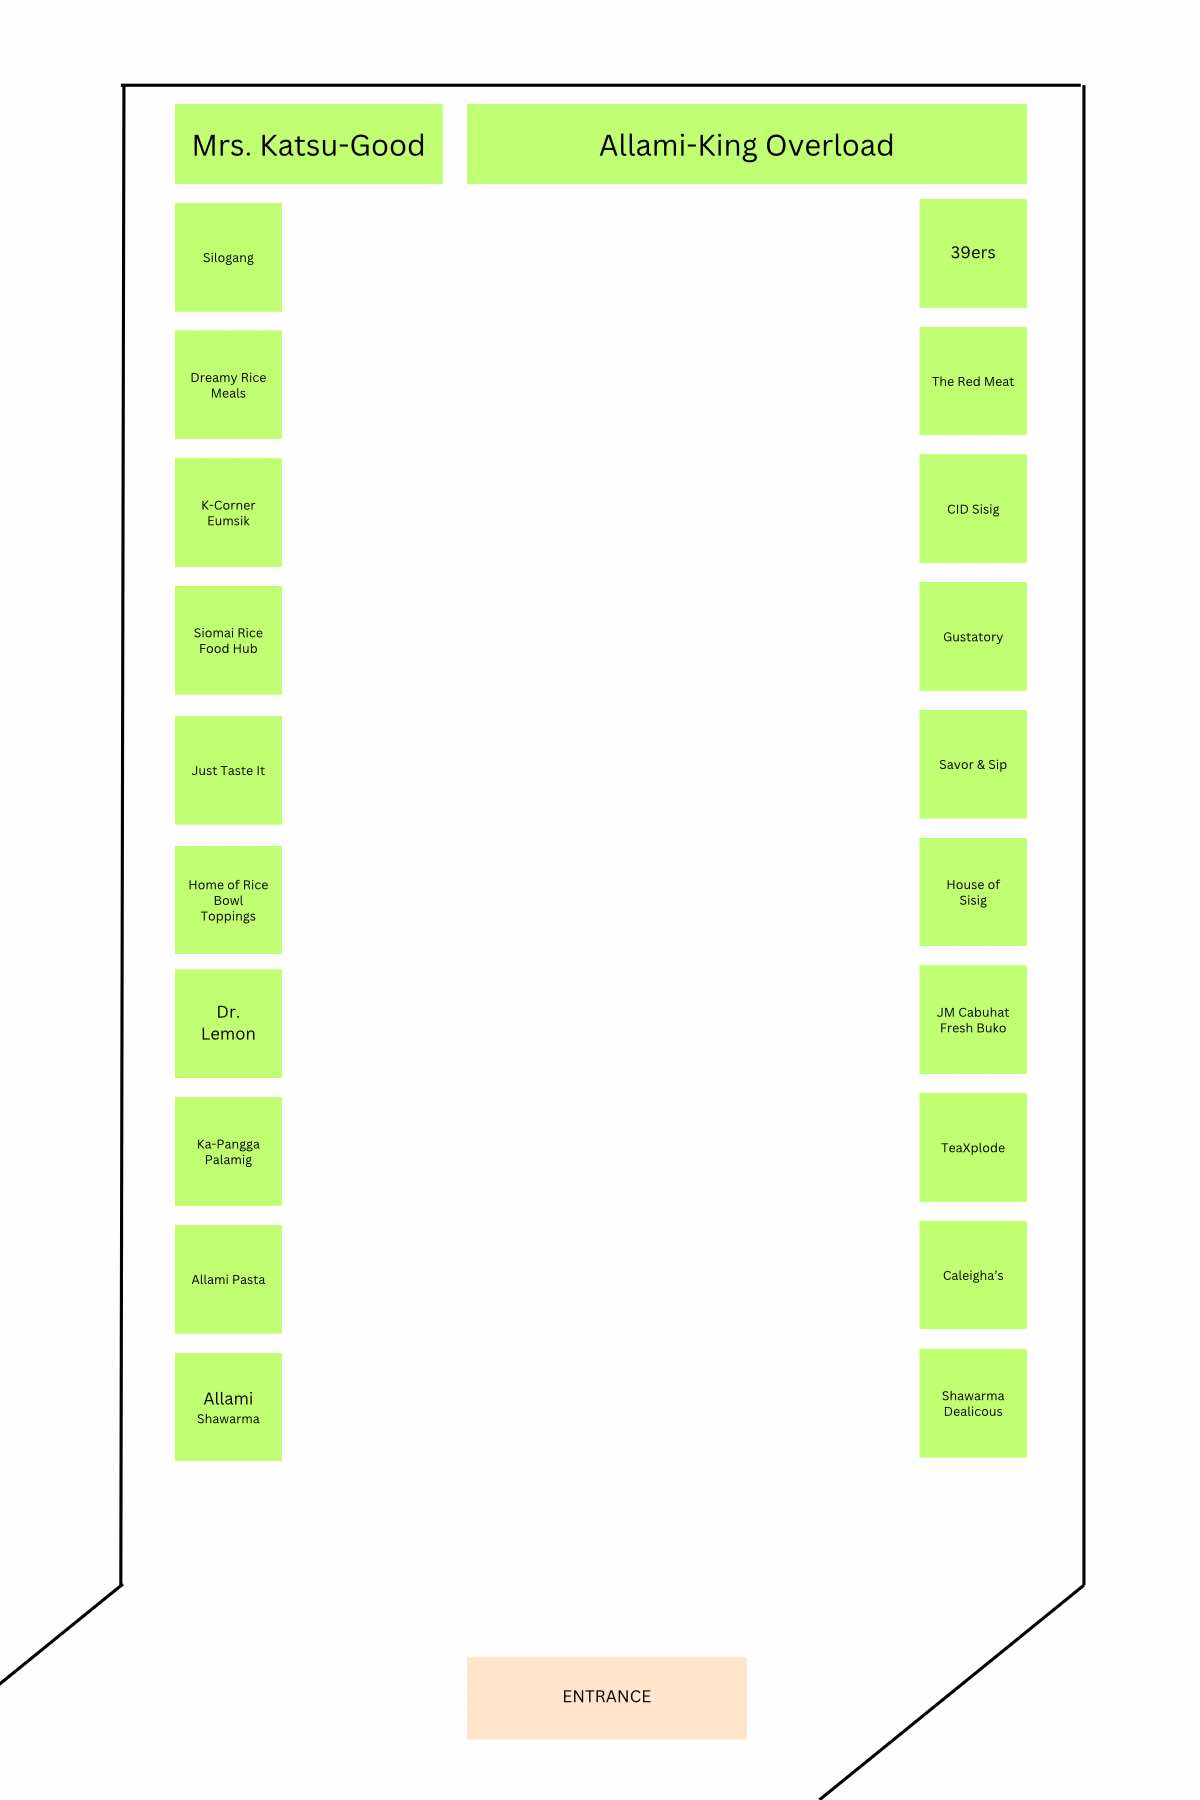 Mrs. Katsu-Good
Allami-King Overload
Silogang
39ers
Dreamy Rice
Meals
The Red Meat
K-Corner
Eumsik
CID Sisig
Siomai Rice
Food Hub
Gustatory
Just Taste It
Savor & Sip
Home of Rice
Bowl
Toppings
House of
Sisig
Dr.
Lemon
JM Cabuhat
Fresh Buko
Ka-Pangga
Palamig
TeaXplode
Allami Pasta
Caleigha's
Allami
Shawarma
Shawarma
Dealicous
ENTRANCE